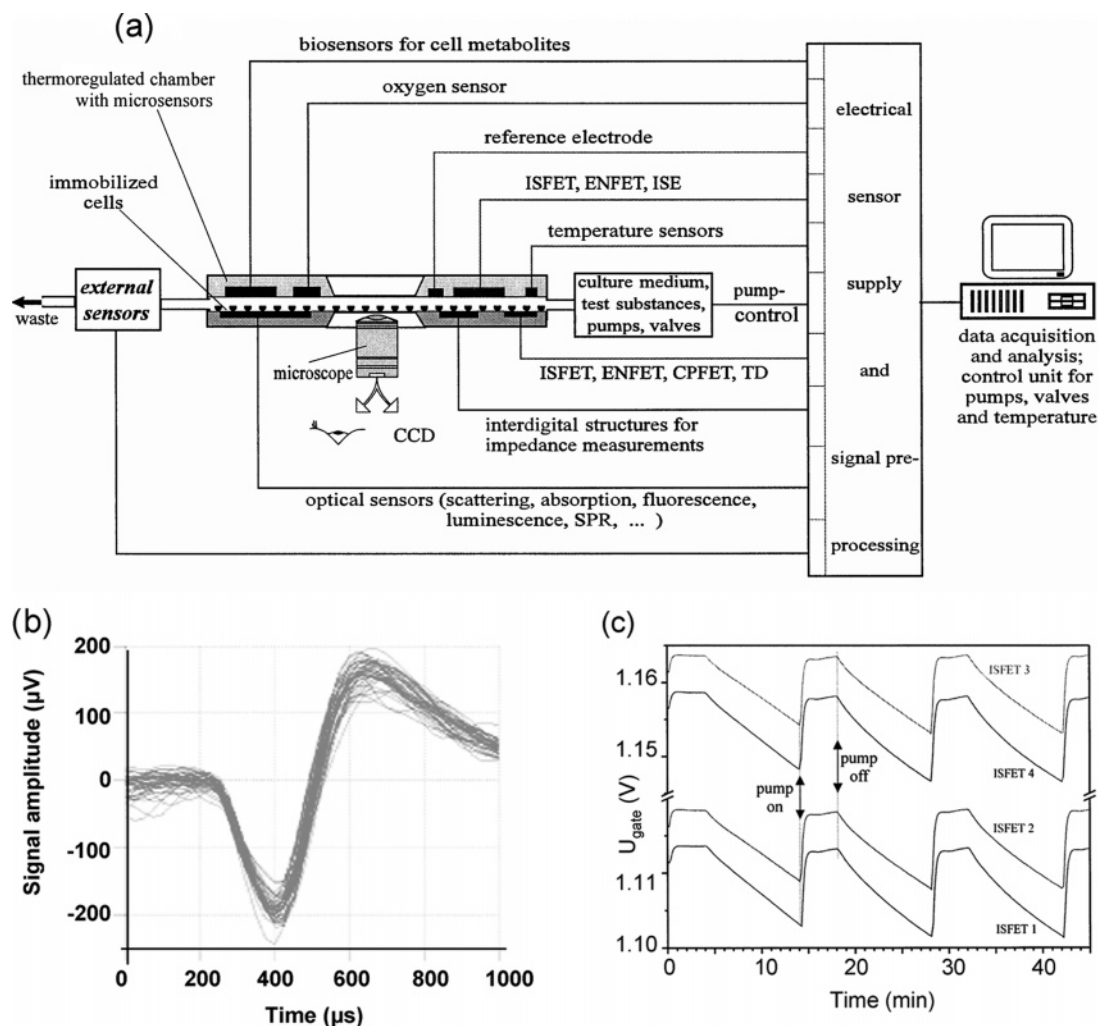 (a)
biosensors for cell metabolites
thermoregulated chamber
with microsensors
oxygen sensor
electrical
reference electrode
immobilized
cells
ISFET, ENFET, ISE
sensor
temperature sensors
external
sensors
culture medium,
test substances,
pumps, valves
pump-
control
supply
waste
microscope
ISFET, ENFET, CPFET, TD
and
data acquisition
and analysis;
control unit for
pumps, valves
and temperature
CCD
interdigital structures for
impedance measurements
signal pre-
optical sensors (scattering, absorption, fluorescence,
luminescence, SPR, ... )
processing
(b)
Signal amplitude (µV)
200
100
0
-100
-200
0
200
400
600
800
1000
Time (µs)
(c)
U gate (V)
1.16
1.15
1.11
1.10
ISFET 3
ISFET 4
pump
off
pump
on
ISFET 2
ISFET 1
0
10
20
30
40
Time (min)